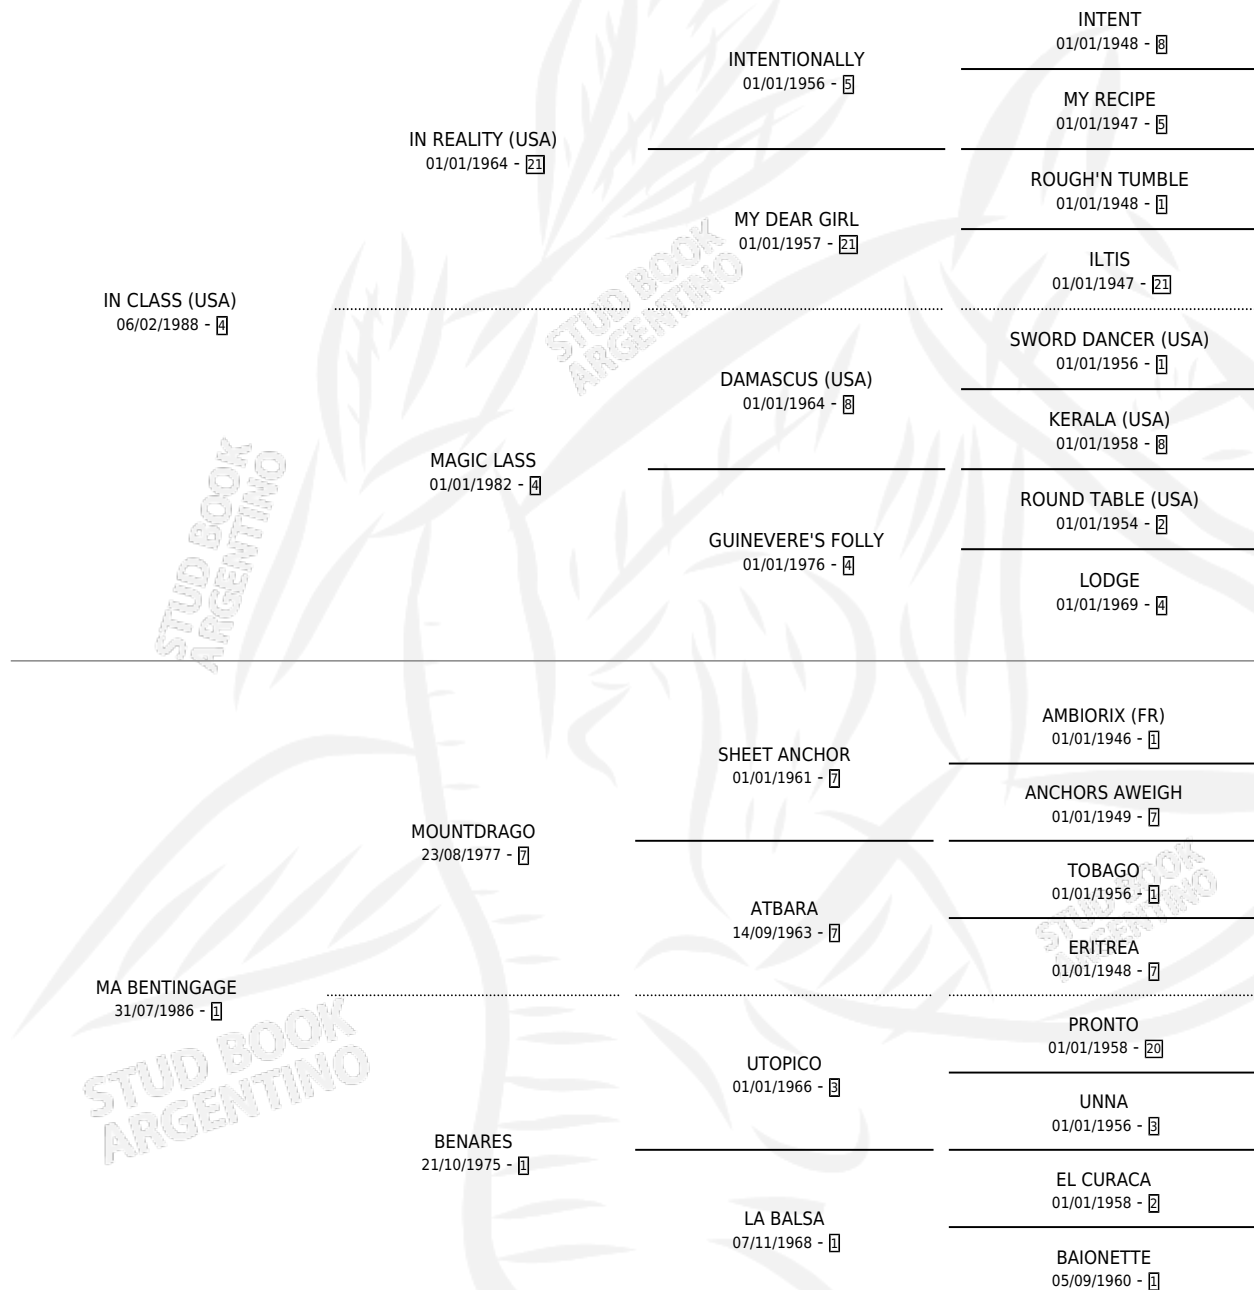 INTENT
01/01/1948 - 8
INTENTIONALLY
01/01/1956 - 5
MY RECIPE
01/01/1947 - 5
IN REALITY (USA)
01/01/1964 - 21
ROUGH'N TUMBLE
01/01/1948 - 1
MY DEAR GIRL
01/01/1957 - 21
ILTIS
01/01/1947 - 21
IN CLASS (USA)
06/02/1988 - 4
STUD BOOK
ARGENTINO
SWORD DANCER (USA)
01/01/1956 - 1
DAMASCUS (USA)
01/01/1964 - 8
KERALA (USA)
01/01/1958 - 8
MAGIC LASS
01/01/1982 - 4
ROUND TABLE (USA)
01/01/1954 - 2
GUINEVERE'S FOLLY
01/01/1976 - 4
LODGE
01/01/1969 - 4
STUD BOOK
ARGENTINO
AMBIORIX (FR)
01/01/1946 - 1
SHEET ANCHOR
01/01/1961 - 7
ANCHORS AWEIGH
01/01/1949 - 7
MOUNTDRAGO
23/08/1977 - 7
TOBAGO
01/01/1956 - 1
ATBARA
14/09/1963 - 7
STUD BOOK
ARGENTINO
ERITREA
01/01/1948 - 7
MA BENTINGAGE
31/07/1986 - 1
STUD BOOK
ARGENTINO
PRONTO
01/01/1958 - 20
UTOPICO
01/01/1966 - 3
UNNA
01/01/1956 - 3
BENARES
21/10/1975 - 1
EL CURACA
01/01/1958 - 2
LA BALSA
07/11/1968 - 1
BAIONETTE
05/09/1960 - 1